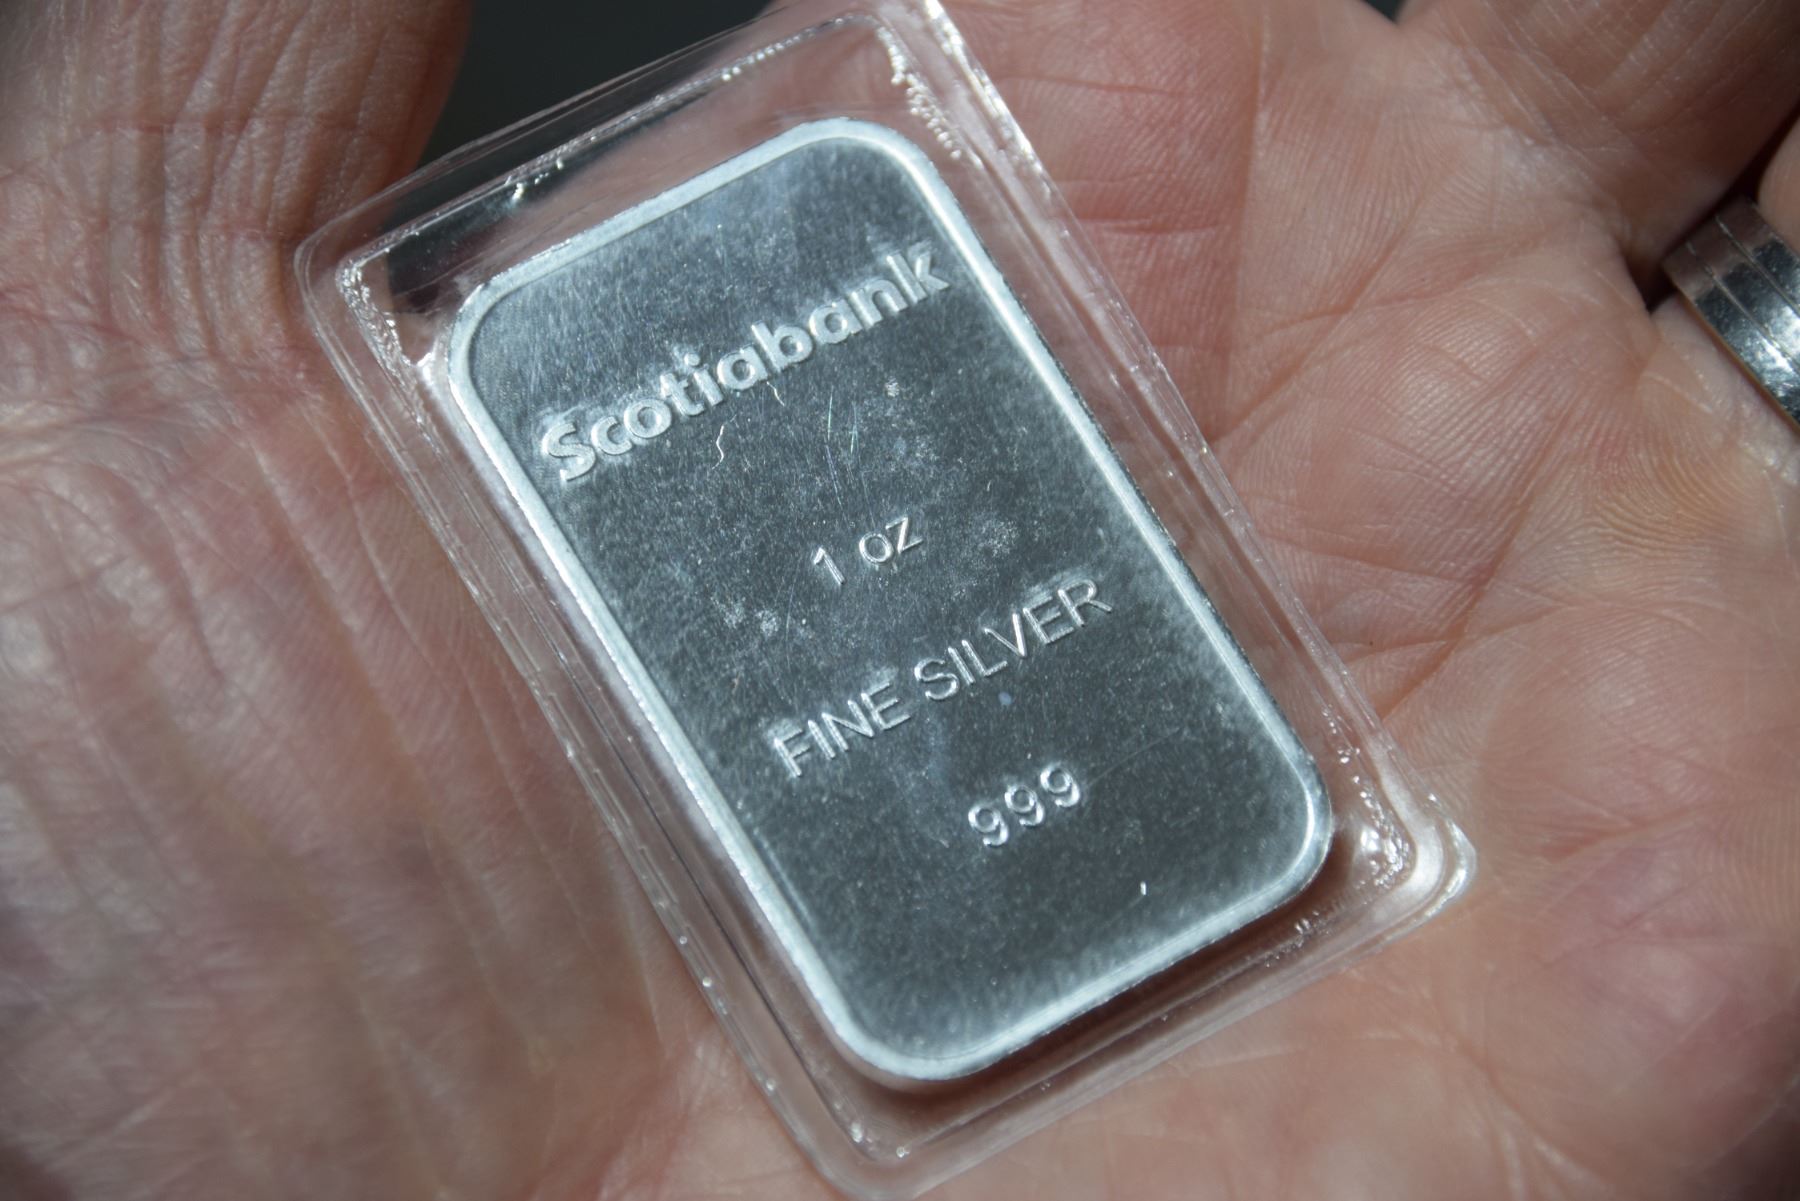 Scotiabank
1 oz
FINE SILVER
999